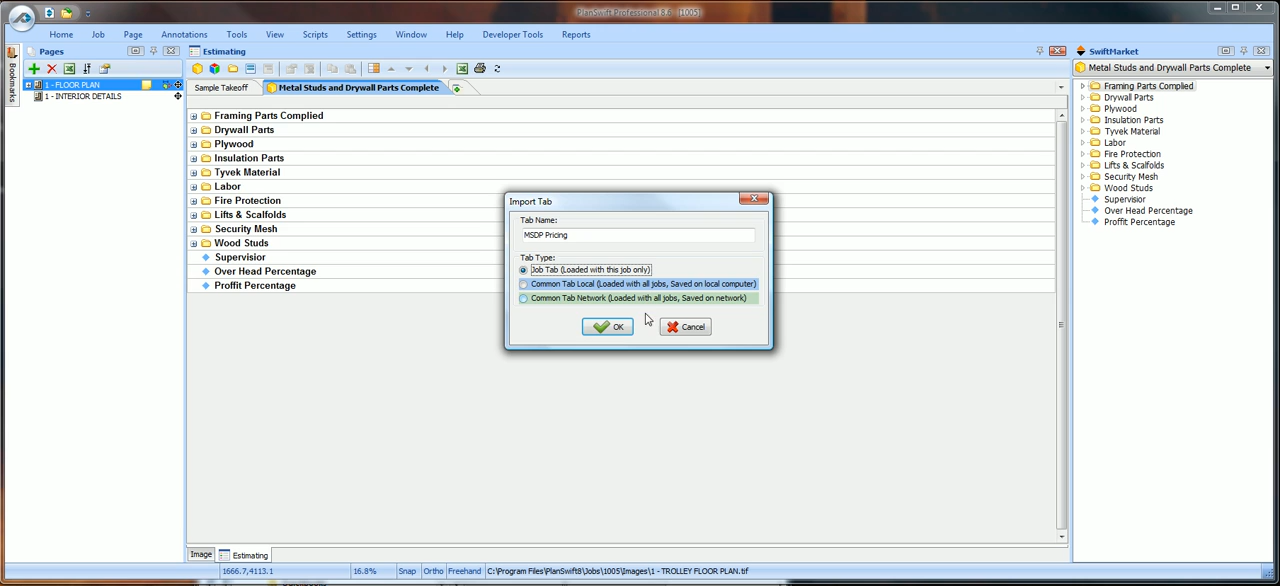 PlanSwift Professional 8.6 - [1005]
Home Job Page Annotations Tools View Scripts Settings Window Help Developer Tools Reports
Bookmarks
Pages
1 - FLOOR PLAN
1 - INTERIOR DETAILS
Estimating
Sample Takeoff
Metal Studs and Drywall Parts Complete
Framing Parts Complied
Drywall Parts
Plywood
Insulation Parts
Tyvek Material
Labor
Fire Protection
Lifts & Scalfolds
Security Mesh
Wood Studs
Supervisior
Over Head Percentage
Proffit Percentage
Import Tab
Tab Name:
MSDP Pricing
Tab Type:
Job Tab (Loaded with this job only)
Common Tab Local (Loaded with all jobs, Saved on local computer)
Common Tab Network (Loaded with all jobs, Saved on network)
OK
Cancel
SwiftMarket
Metal Studs and Drywall Parts Complete
Framing Parts Complied
Drywall Parts
Plywood
Insulation Parts
Tyvek Material
Labor
Fire Protection
Lifts & Scalfolds
Security Mesh
Wood Studs
Supervisior
Over Head Percentage
Proffit Percentage
Image
Estimating
1666.7,4113.1
16.8%
Snap
Ortho
Freehand
C:\Program Files\PlanSwift8\Jobs\1005\Images\1 - TROLLEY FLOOR PLAN.tif